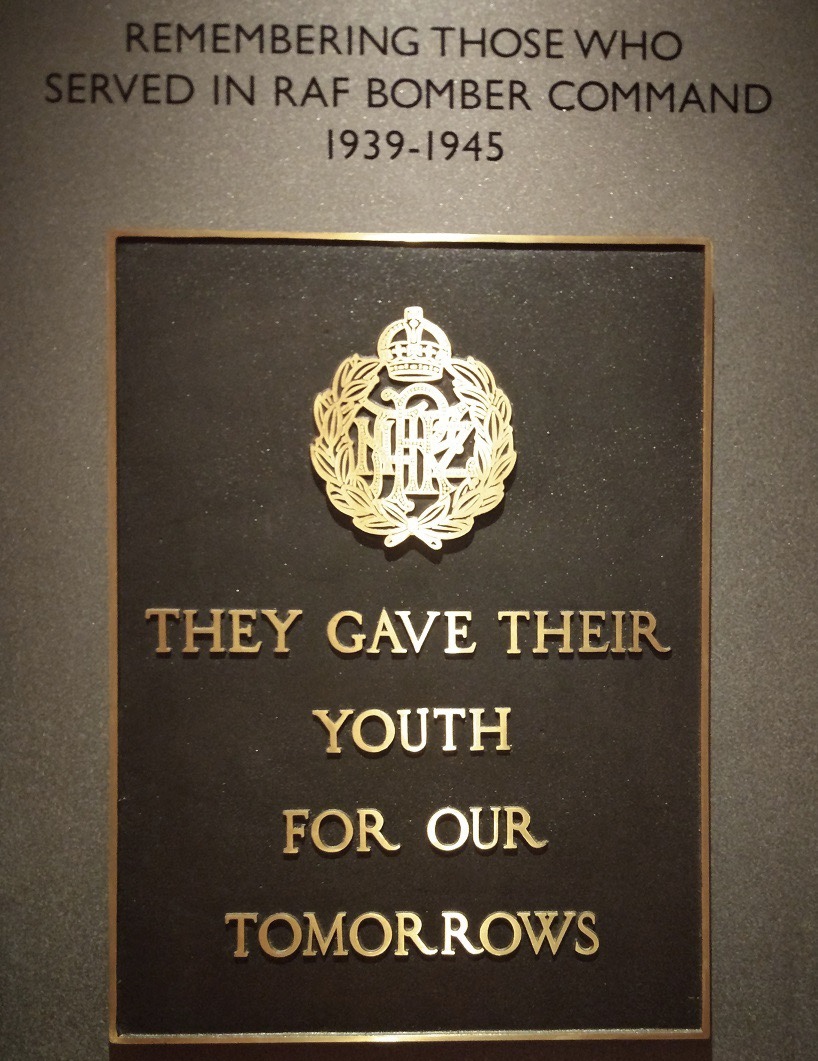 REMEMBERING THOSE WHO
SERVED IN RAF BOMBER COMMAND
1939-1945
THEY GAVE THEIR
YOUTH
FOR OUR
TOMORROWS